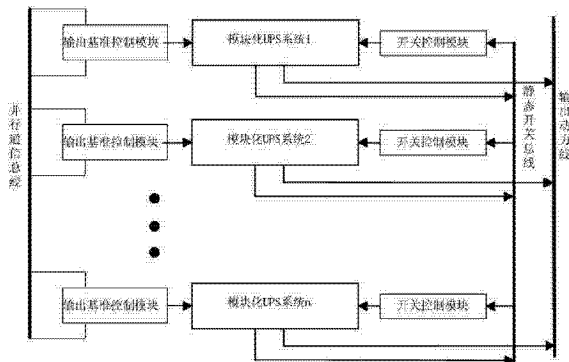 输出基准控制模块
模块化UPS系统1
开关控制模块
输出基准控制模块
模块化UPS系统2
开关控制模块
输出基准控制模块
模块化UPS系统n
开关控制模块
并行通信总线
静态开关总线
输出动力线